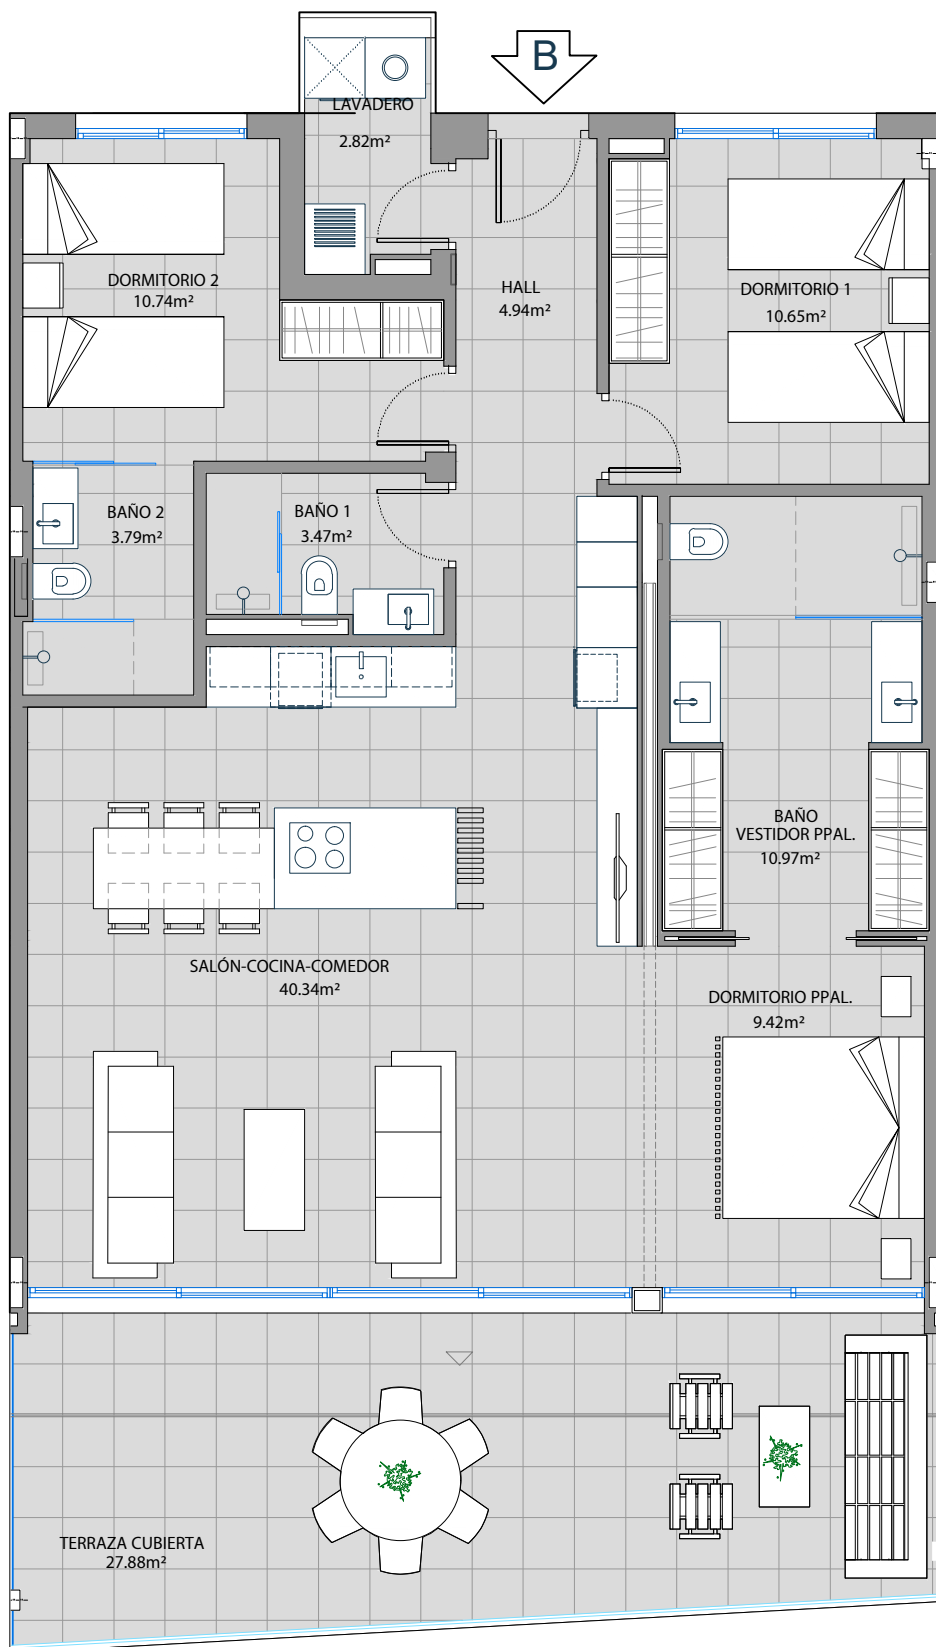 B
LAVADERO
2.82m²
DORMITORIO 2
10.74m²
HALL
4.94m²
DORMITORIO 1
10.65m²
BAÑO 2
3.79m²
BAÑO 1
3.47m²
BAÑO
VESTIDOR PPAL.
10.97m²
SALÓN-COCINA-COMEDOR
40.34m²
DORMITORIO PPAL.
9.42m²
TERRAZA CUBIERTA
27.88m²